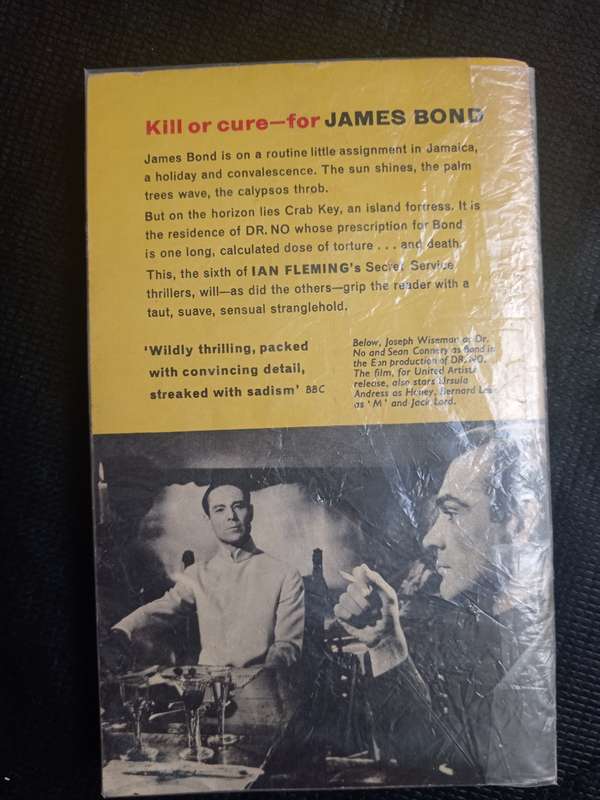 Kill or cure—for JAMES BOND
James Bond is on a routine little assignment in Jamaica,
a holiday and convalescence. The sun shines, the palm
trees wave, the calypsos throb.
But on the horizon lies Crab Key, an island fortress. It is
the residence of DR. NO whose prescription for Bond
is one long, calculated dose of torture . . . and death.
This, the sixth of IAN FLEMING's Secret Service
thrillers, will—as did the others—grip the reader with a
taut, suave, sensual stranglehold.
'Wildly thrilling, packed
with convincing detail,
streaked with sadism' BBC
Below, Joseph Wiseman as Dr.
No and Sean Connery as Bond in
the Eon production of DR. NO.
The film, for United Artists
release, also stars Ursula
Andress as Honey, Bernard Lee
as 'M' and Jack Lord.